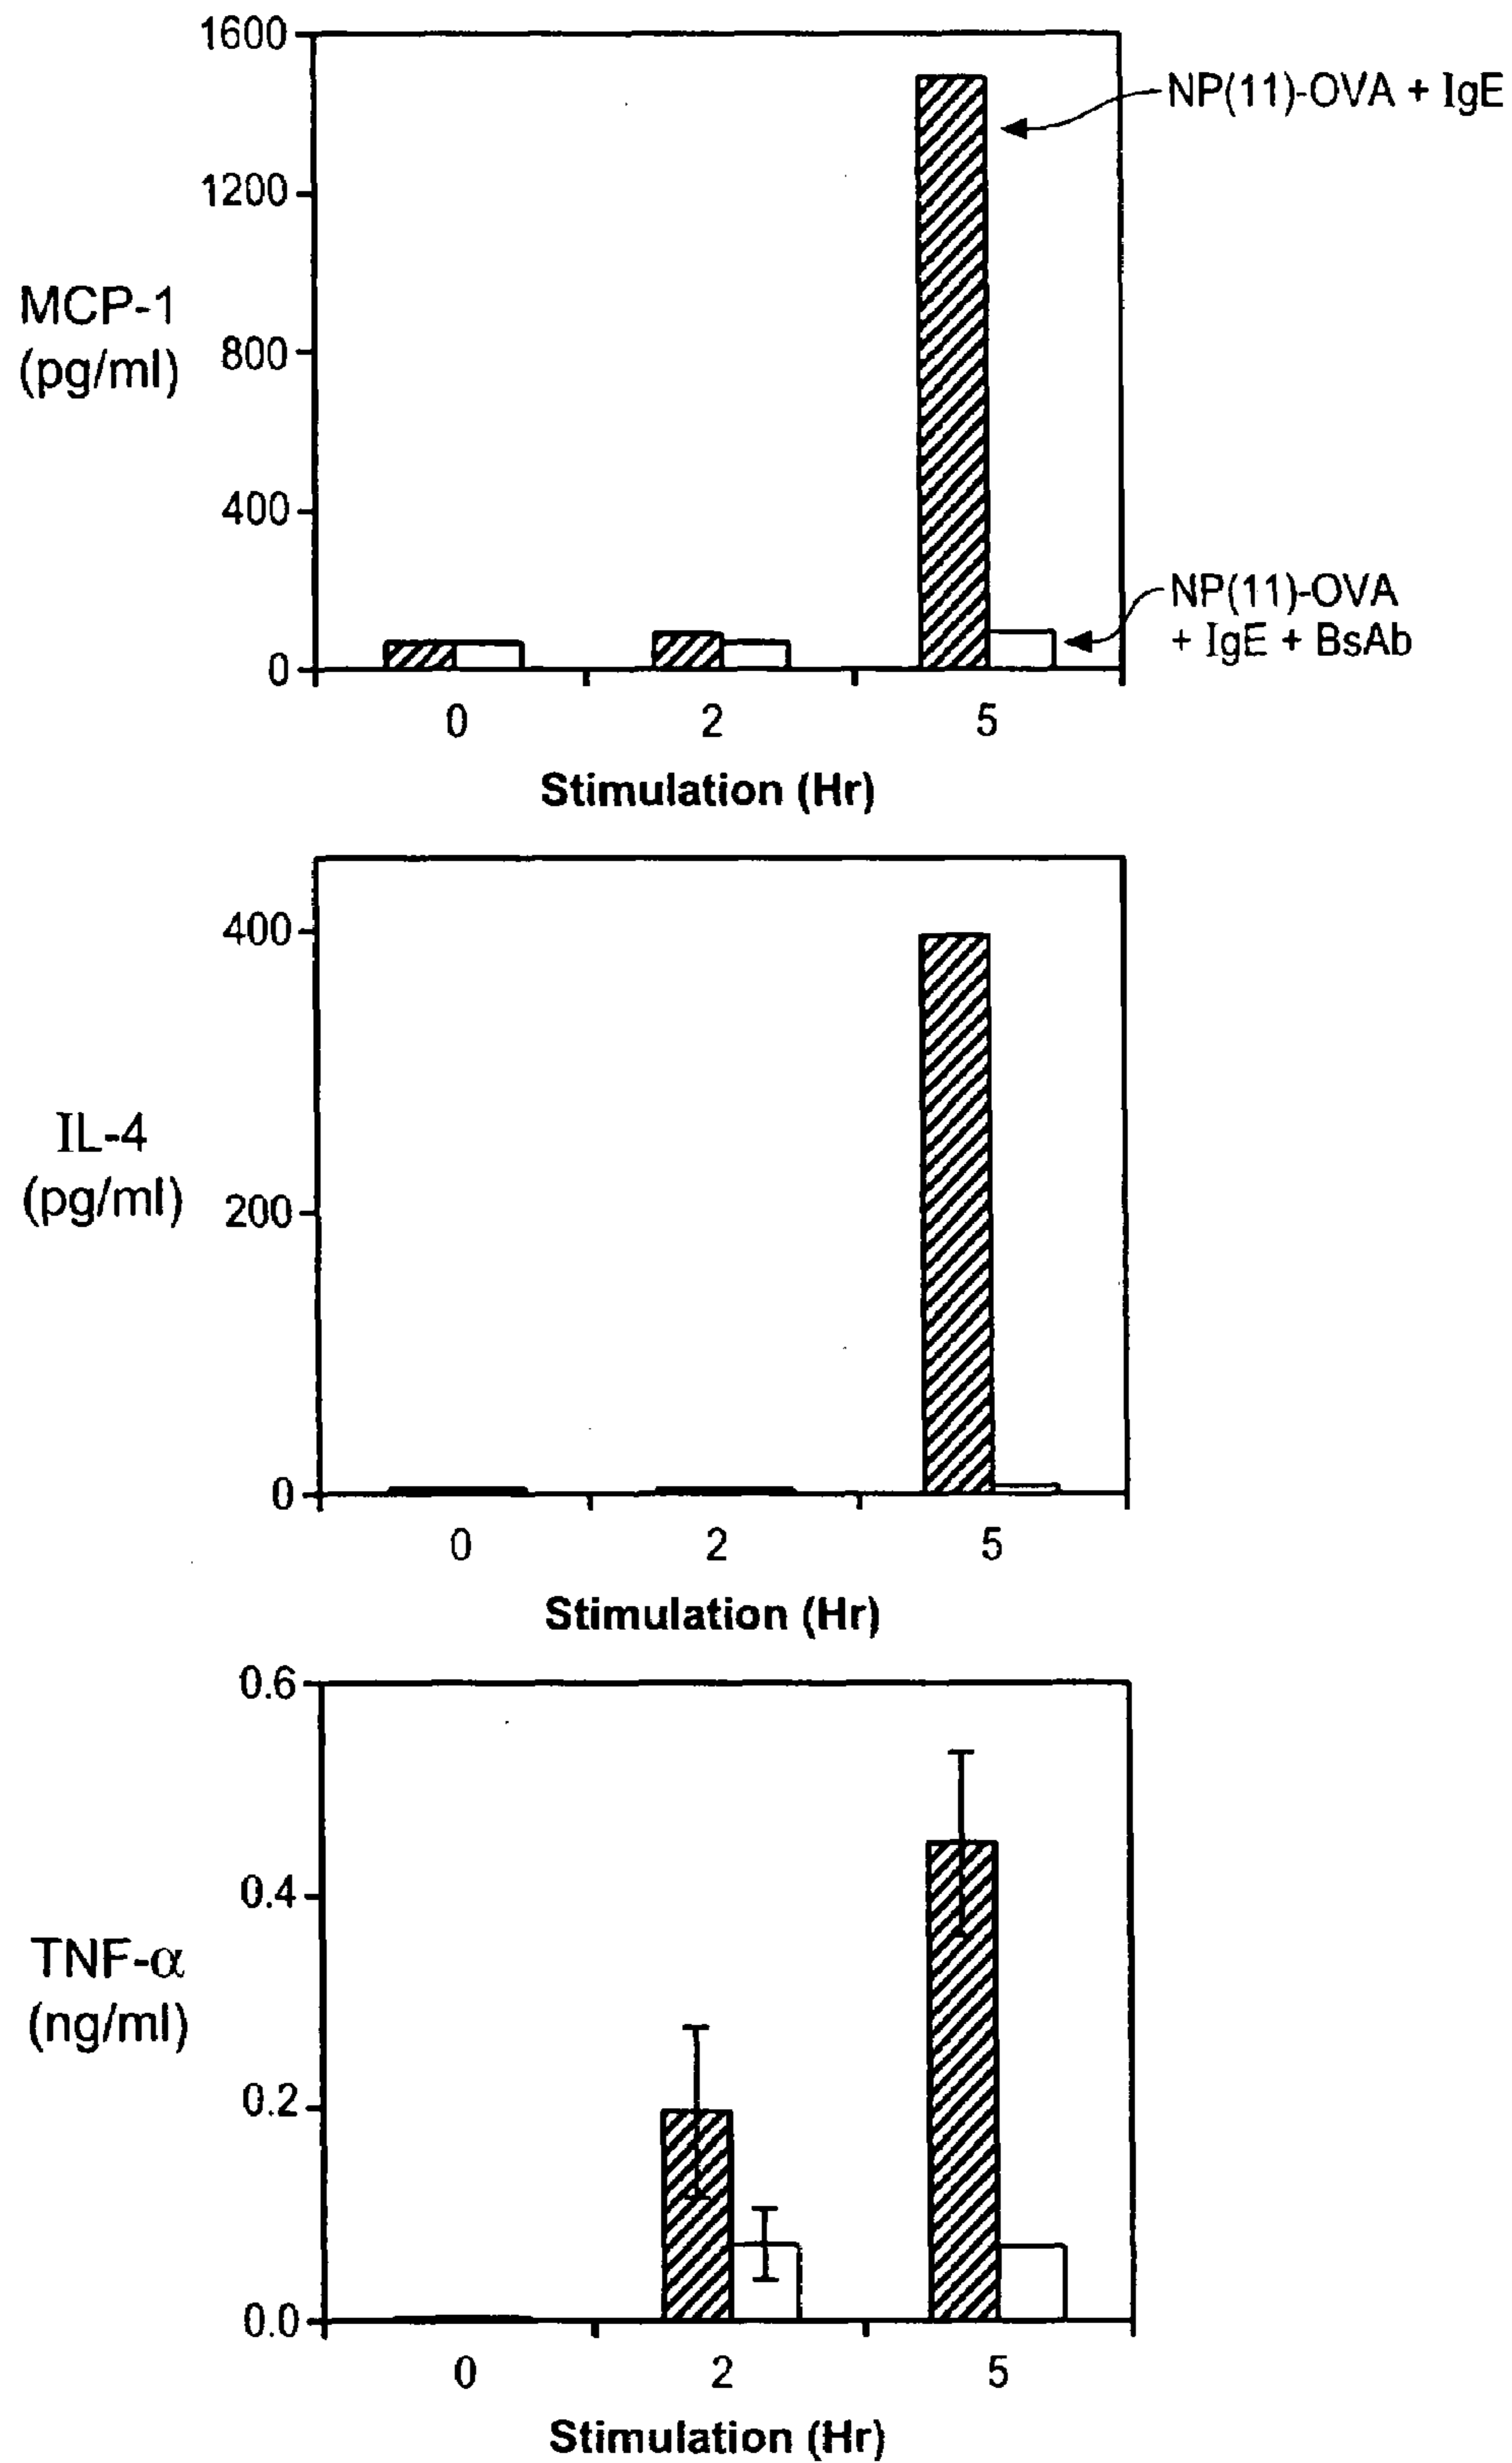 1600
NP(11)-OVA + IgE
1200
MCP-1
(pg/ml)
800
400
NP(11)-OVA
+ IgE + BsAb
0
0 2 5
Stimulation (Hr)
400
IL-4
(pg/ml)
200
0
0 2 5
Stimulation (Hr)
0.6
0.4
TNF-α
(ng/ml)
0.2
0.0
0 2 5
Stimulation (Hr)